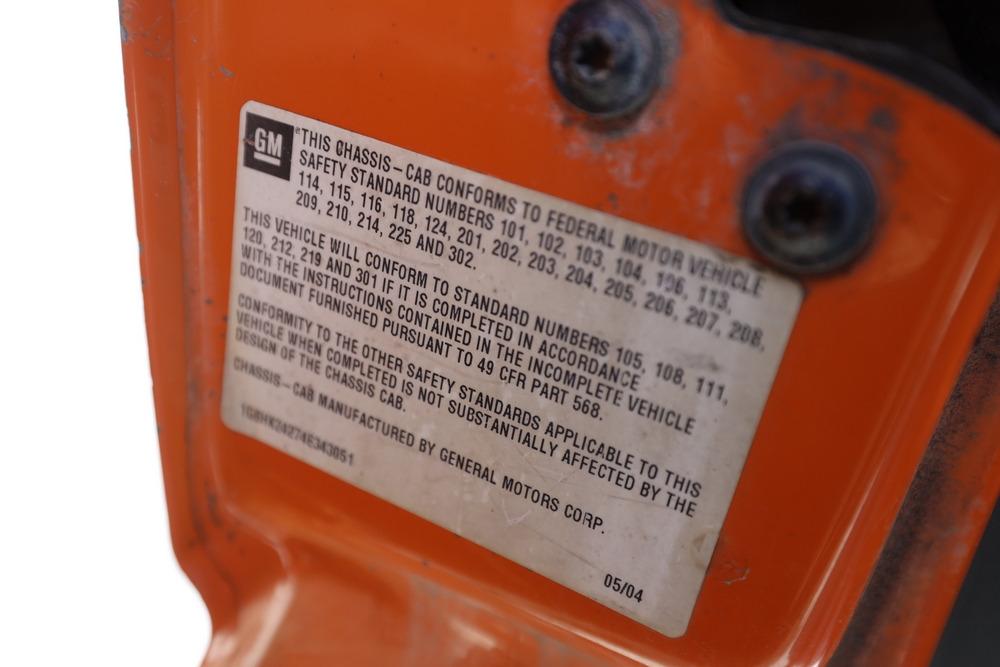 GM
®THIS CHASSIS-CAB CONFORMS TO FEDERAL MOTOR VEHICLE
SAFETY STANDARD NUMBERS 101, 102, 103, 104, 106, 113,
114, 115, 116, 118, 124, 201, 202, 203, 204, 205, 206, 207, 208,
209, 210, 214, 225 AND 302.
THIS VEHICLE WILL CONFORM TO STANDARD NUMBERS 105, 108, 111,
120, 212, 219 AND 301 IF IT IS COMPLETED IN ACCORDANCE
WITH THE INSTRUCTIONS CONTAINED IN THE INCOMPLETE VEHICLE
DOCUMENT FURNISHED PURSUANT TO 49 CFR PART 568.
CONFORMITY TO THE OTHER SAFETY STANDARDS APPLICABLE TO THIS
VEHICLE WHEN COMPLETED IS NOT SUBSTANTIALLY AFFECTED BY THE
DESIGN OF THE CHASSIS CAB.
CHASSIS-CAB MANUFACTURED BY GENERAL MOTORS CORP.
1GBHK24274E343051
05/04